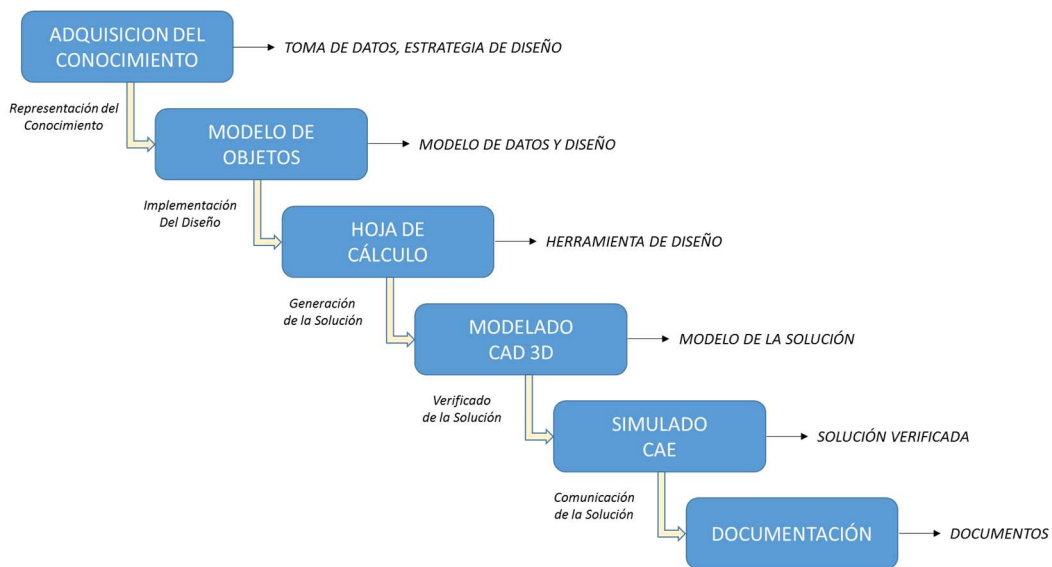 ADQUISICION DEL
CONOCIMIENTO
TOMA DE DATOS, ESTRATEGIA DE DISEÑO
Representación del
Conocimiento
MODELO DE
OBJETOS
MODELO DE DATOS Y DISEÑO
Implementación
Del Diseño
HOJA DE
CÁLCULO
HERRAMIENTA DE DISEÑO
Generación
de la Solución
MODELADO
CAD 3D
MODELO DE LA SOLUCIÓN
Verificado
de la Solución
SIMULADO
CAE
SOLUCIÓN VERIFICADA
Comunicación
de la Solución
DOCUMENTACIÓN
DOCUMENTOS